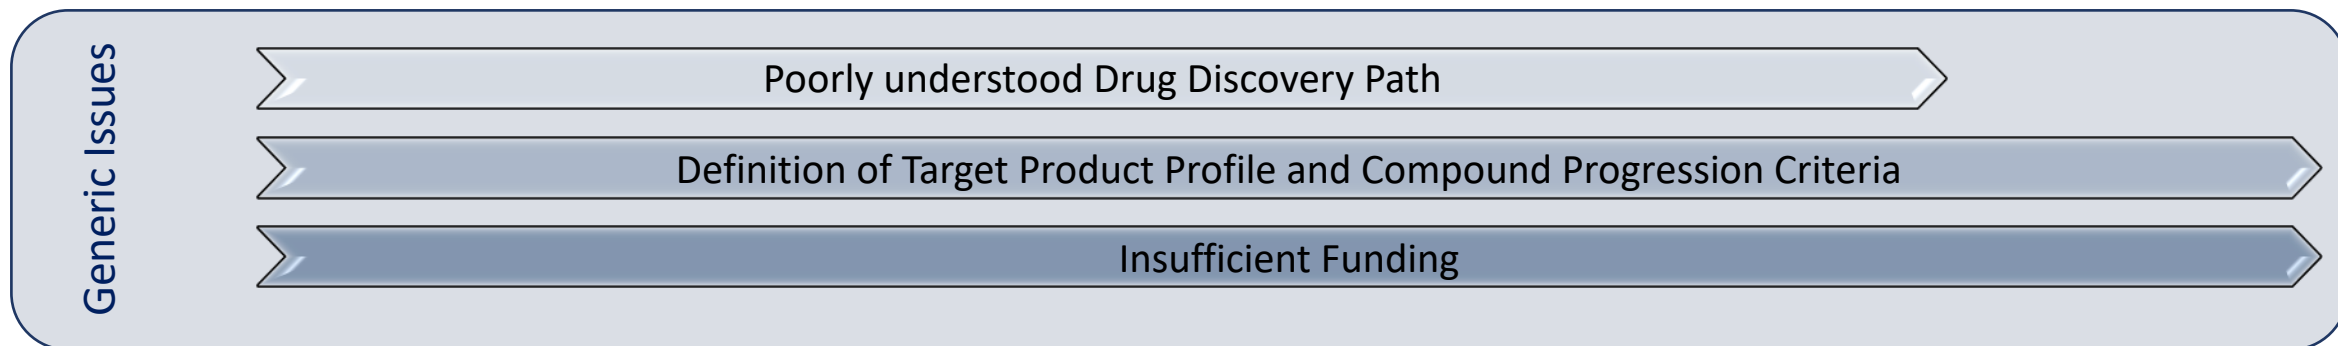 Generic Issues
Poorly understood Drug Discovery Path
Definition of Target Product Profile and Compound Progression Criteria
Insufficient Funding